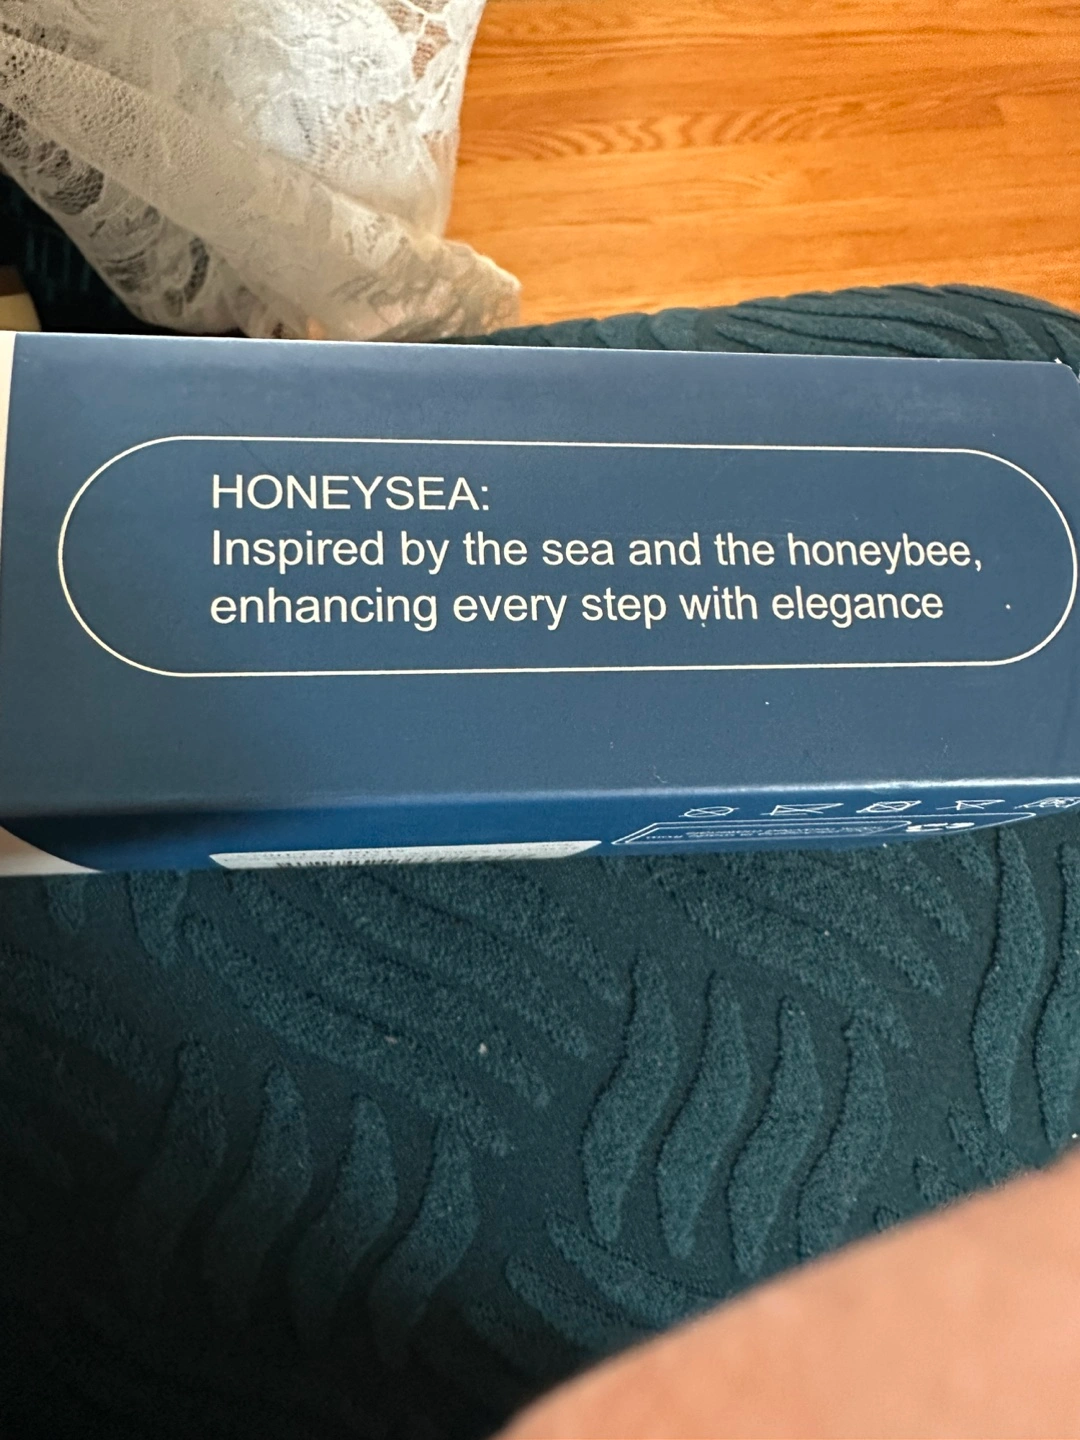 HONEYSEA:
Inspired by the sea and the honeybee,
enhancing every step with elegance